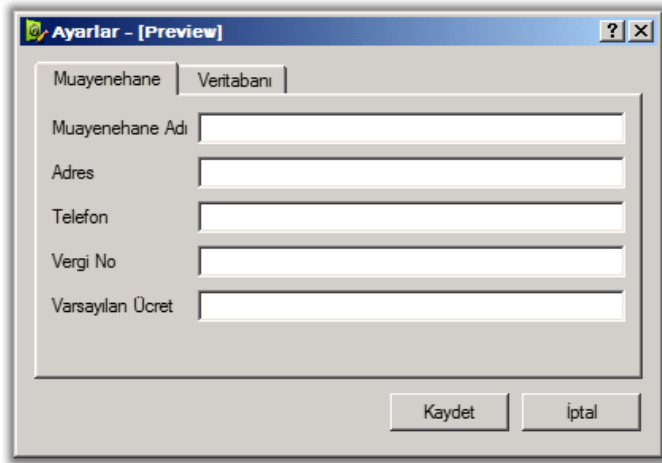 Ayarlar - [Preview]
Muayenehane Veritabanı
Muayenehane Adı
Adres
Telefon
Vergi No
Varsayılan Ücret
Kaydet İptal